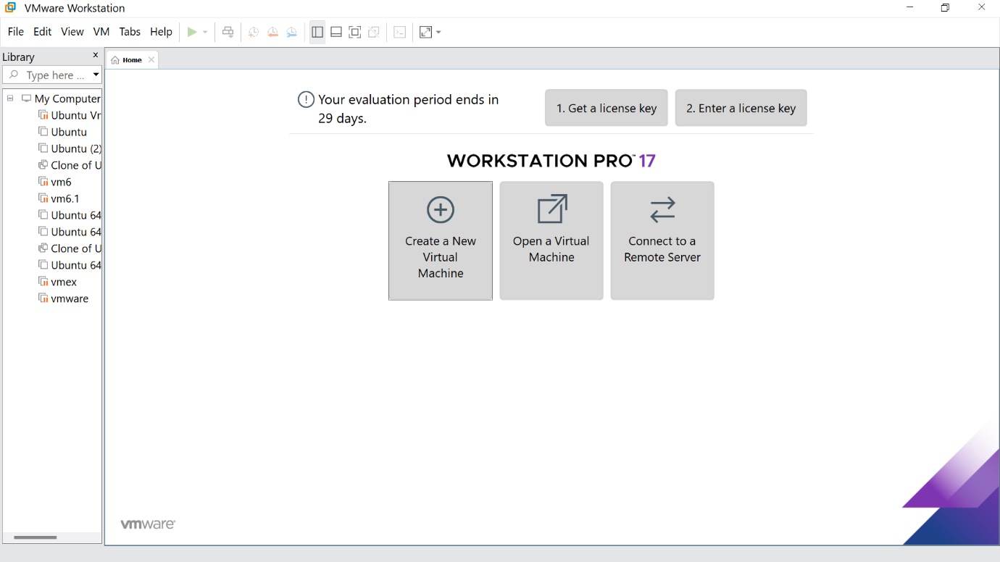 VMware Workstation
File Edit View VM Tabs Help
Library x
Type here ...
Home
My Computer
Ubuntu Vr
Ubuntu
Ubuntu (2)
Clone of U
vm6
vm6.1
Ubuntu 64
Ubuntu 64
Clone of U
Ubuntu 64
vmex
vmware
Your evaluation period ends in
29 days.
1. Get a license key
2. Enter a license key
WORKSTATION PRO™ 17
Create a New
Virtual
Machine
Open a Virtual
Machine
Connect to a
Remote Server
vmware®